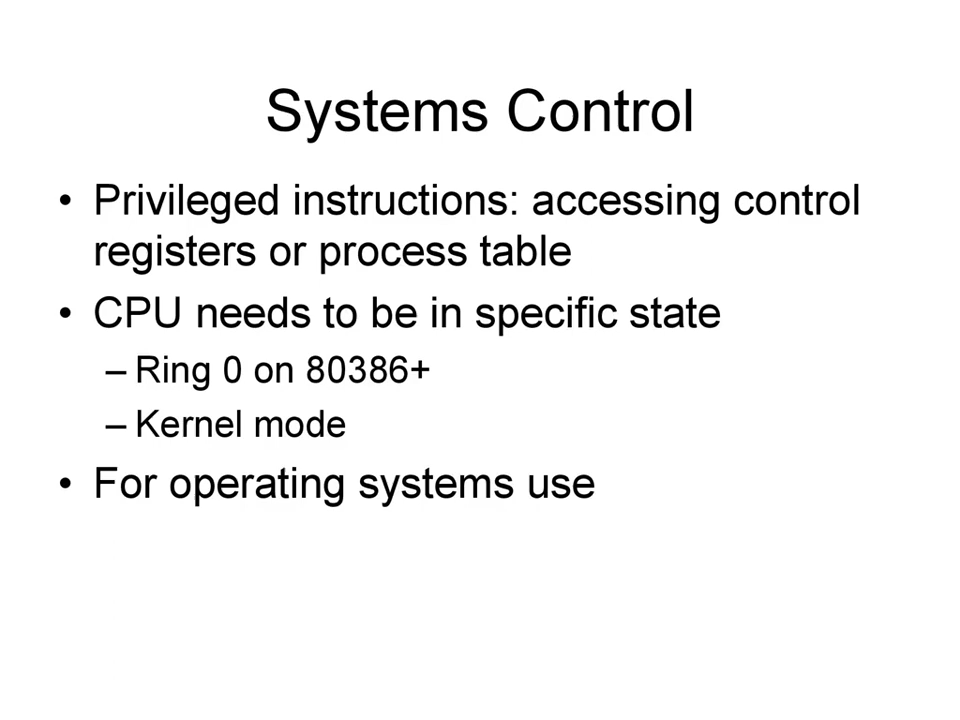 Systems Control
• Privileged instructions: accessing control
registers or process table
• CPU needs to be in specific state
– Ring 0 on 80386+
– Kernel mode
• For operating systems use